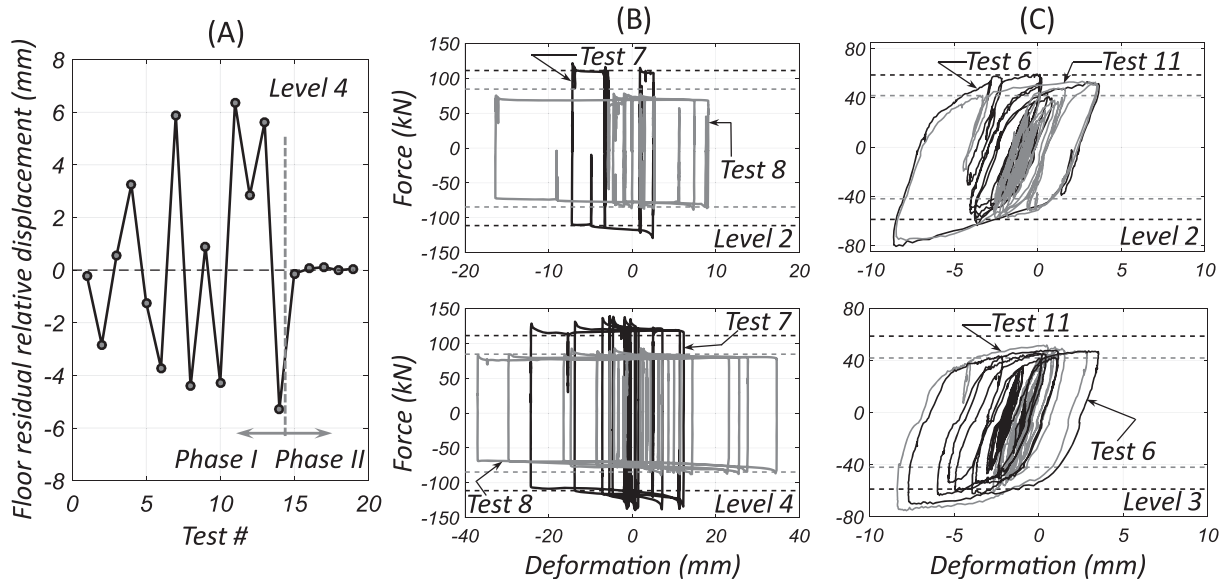 (A)
Floor residual relative displacement (mm)
8
6
4
2
0
-2
-4
-6
-8
Level 4
Phase I
Phase II
0
5
10
15
20
Test #
(B)
Force (kN)
150
100
50
0
-50
-100
-150
Test 7
Test 8
Level 2
-20
-10
0
10
20
Force (kN)
150
100
50
0
-50
-100
-150
Test 7
Test 8
Level 4
-40
-20
0
20
40
Deformation (mm)
(C)
80
40
0
-40
-80
Test 6
Test 11
Level 2
-10
-5
0
5
10
80
40
0
-40
-80
Test 11
Test 6
Level 3
-10
-5
0
5
10
Deformation (mm)